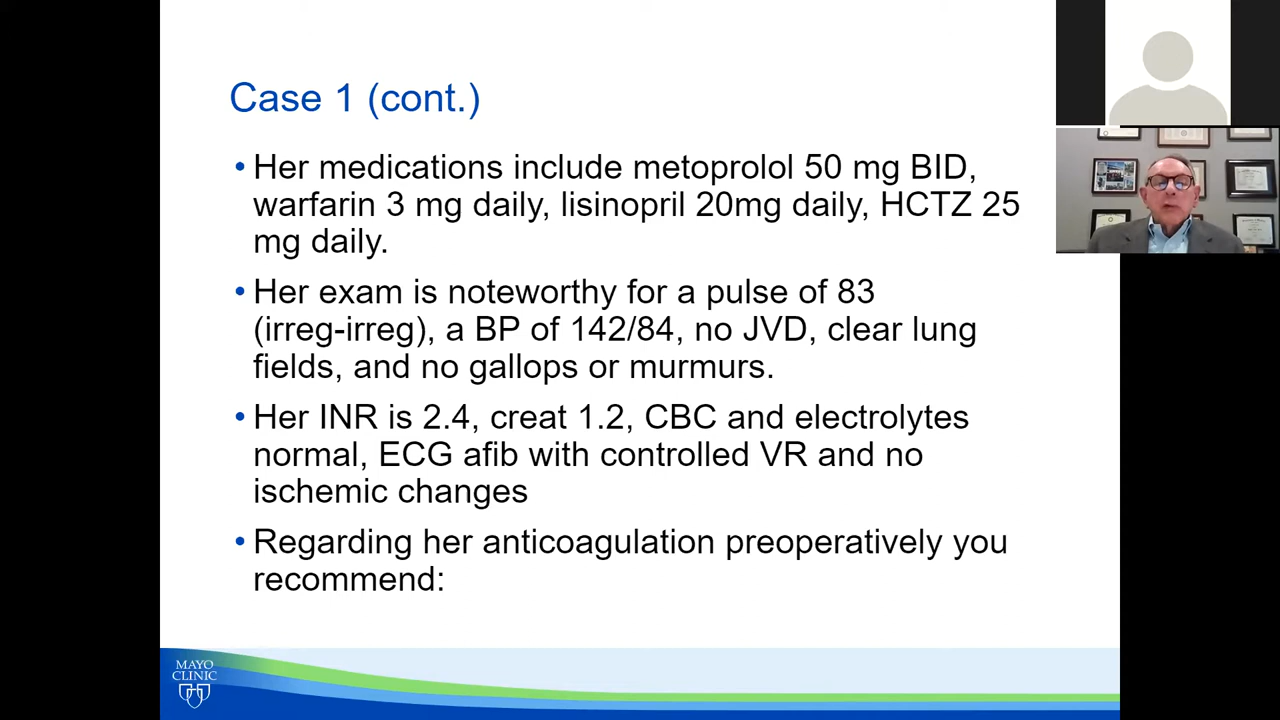 Case 1 (cont.)
• Her medications include metoprolol 50 mg BID,
warfarin 3 mg daily, lisinopril 20mg daily, HCTZ 25
mg daily.
• Her exam is noteworthy for a pulse of 83
(irreg-irreg), a BP of 142/84, no JVD, clear lung
fields, and no gallops or murmurs.
• Her INR is 2.4, creat 1.2, CBC and electrolytes
normal, ECG afib with controlled VR and no
ischemic changes
• Regarding her anticoagulation preoperatively you
recommend:
MAYO
CLINIC